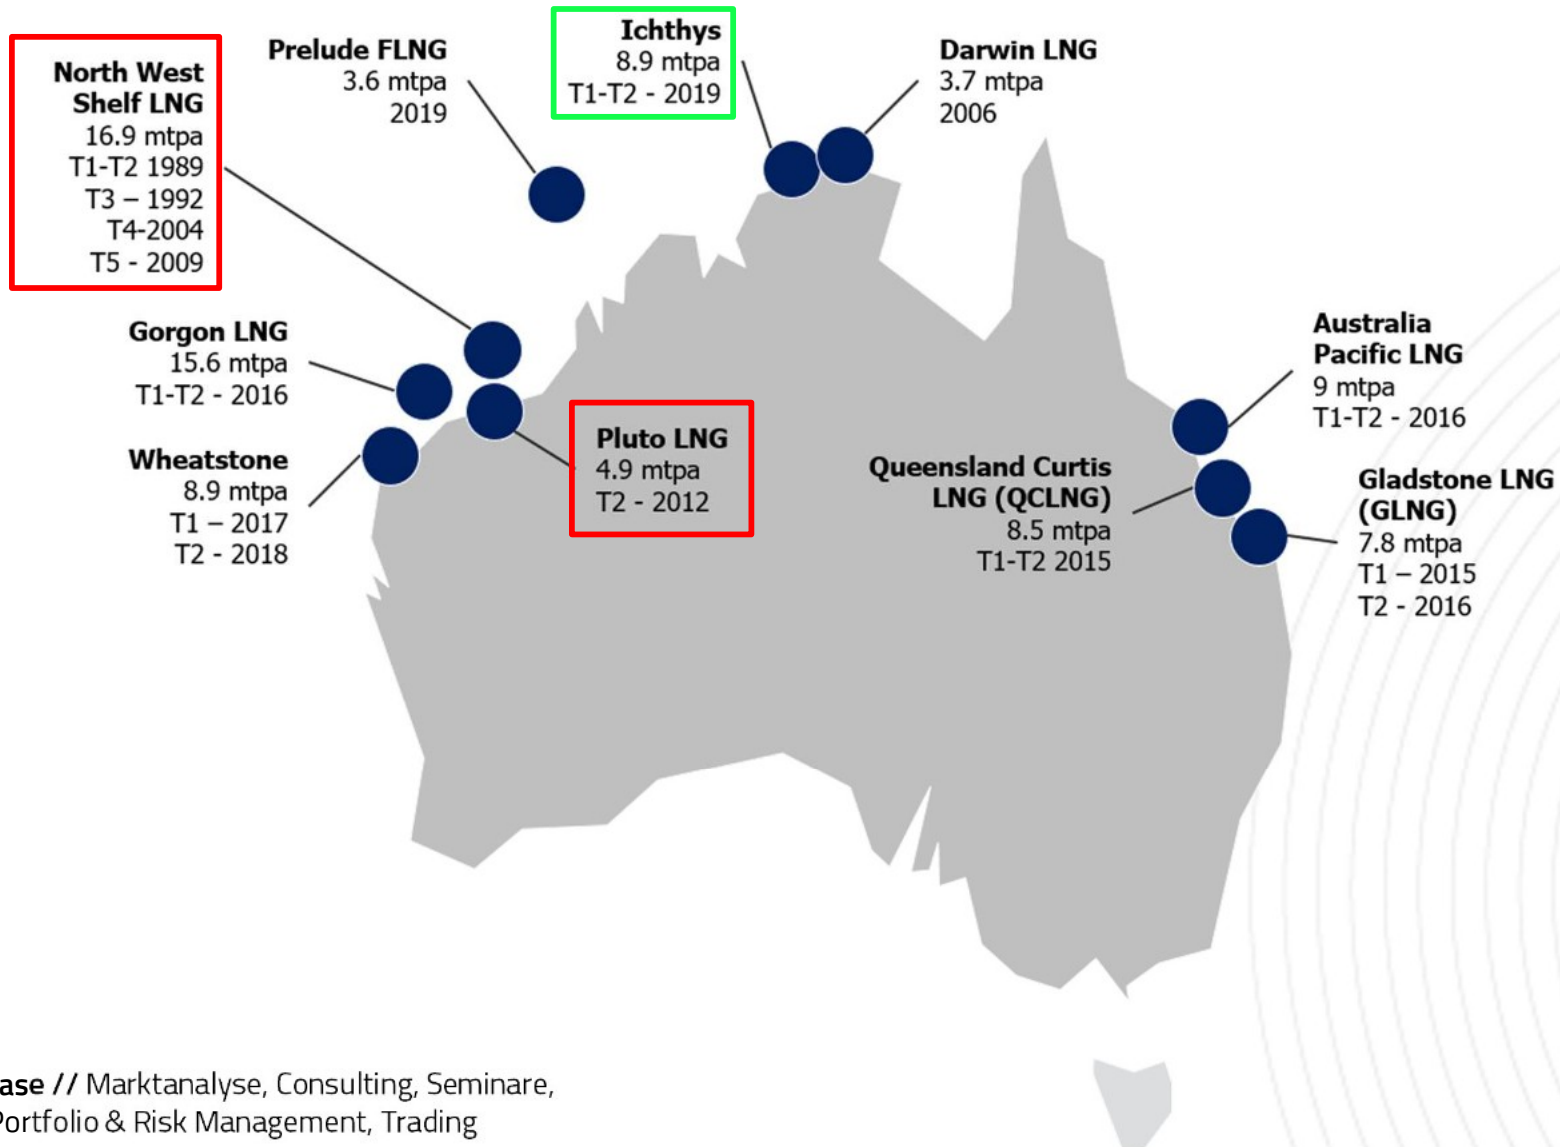 North West
Shelf LNG
16.9 mtpa
T1-T2 1989
T3 – 1992
T4-2004
T5 - 2009
Prelude FLNG
3.6 mtpa
2019
Ichthys
8.9 mtpa
T1-T2 - 2019
Darwin LNG
3.7 mtpa
2006
Gorgon LNG
15.6 mtpa
T1-T2 - 2016
Wheatstone
8.9 mtpa
T1 – 2017
T2 - 2018
Pluto LNG
4.9 mtpa
T2 - 2012
Queensland Curtis
LNG (QCLNG)
8.5 mtpa
T1-T2 2015
Australia
Pacific LNG
9 mtpa
T1-T2 - 2016
Gladstone LNG
(GLNG)
7.8 mtpa
T1 – 2015
T2 - 2016
// Marktanalyse, Consulting, Seminare,
Portfolio & Risk Management, Trading